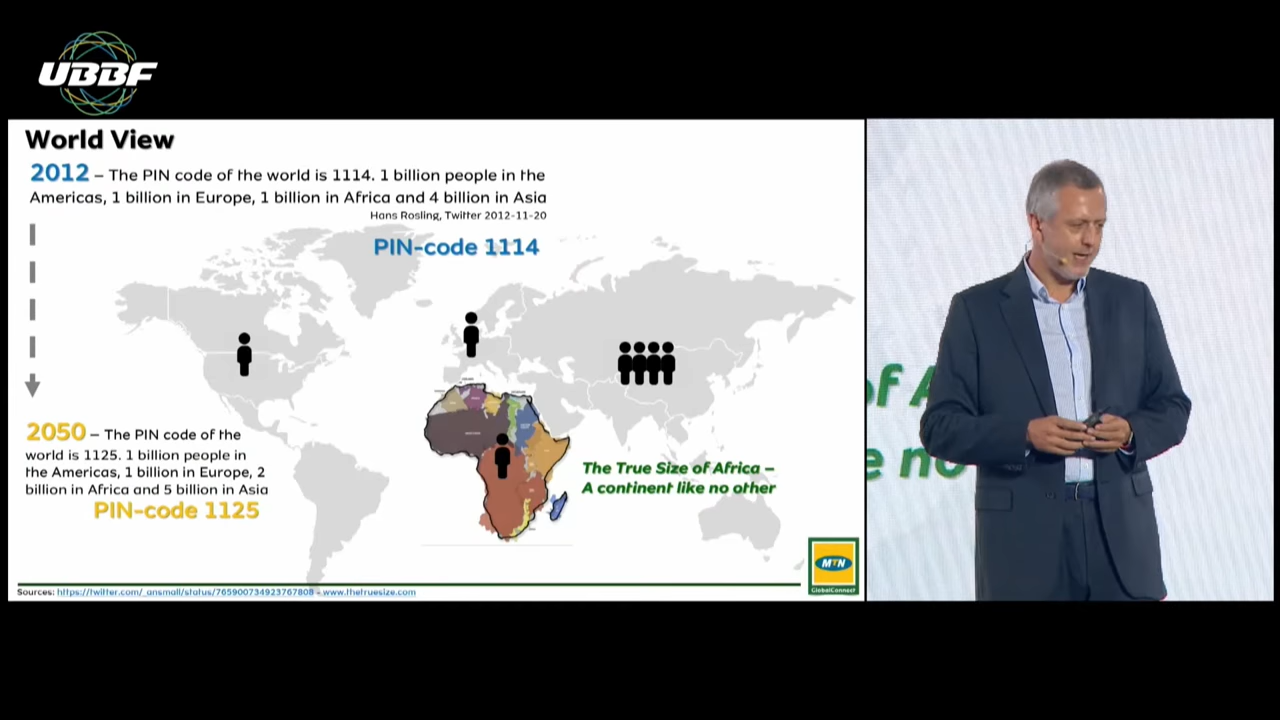 UBBF
World View
2012 – The PIN code of the world is 1114. 1 billion people in the
Americas, 1 billion in Europe, 1 billion in Africa and 4 billion in Asia
Hans Rosling, Twitter 2012-11-20
PIN-code 1114
2050 – The PIN code of the
world is 1125. 1 billion people in
the Americas, 1 billion in Europe, 2
billion in Africa and 5 billion in Asia
PIN-code 1125
The True Size of Africa –
A continent like no other
MTN
GlobalConnect
Sources: https://twitter.com/_ansmall/status/765900734923767808 - www.thetruesize.com
of A
e no